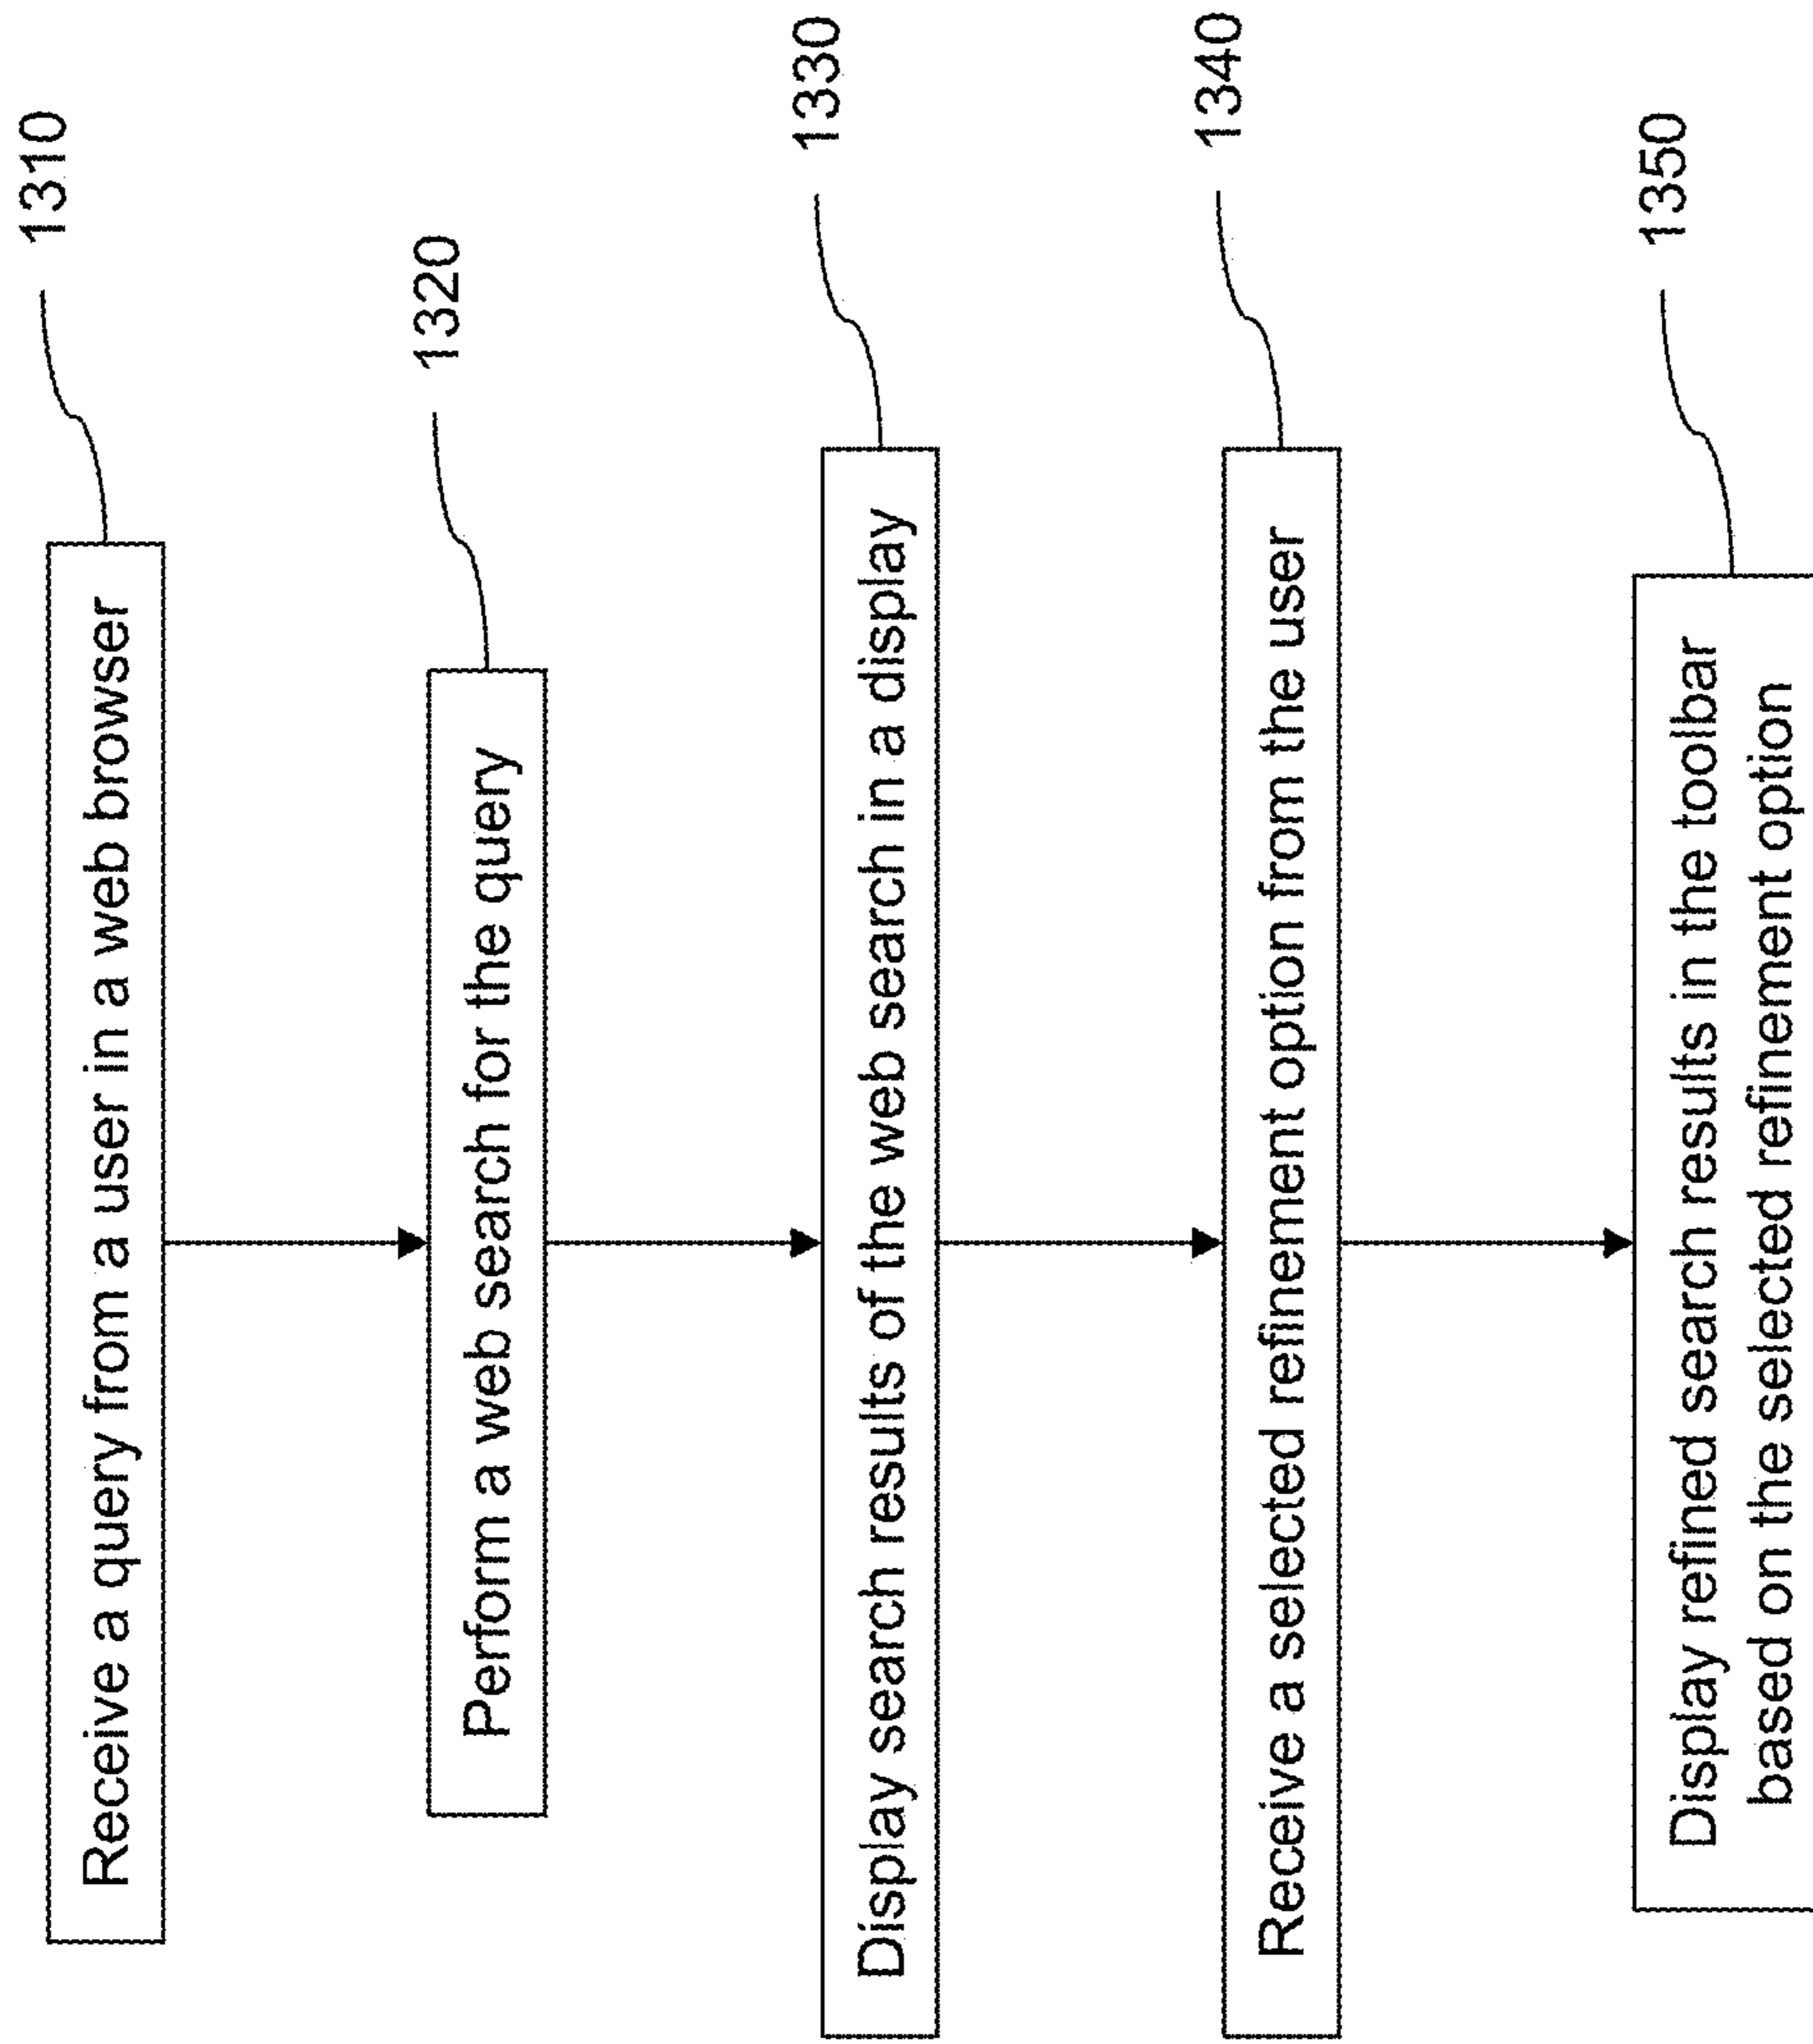 1310
Receive a query from a user in a web browser
1320
Perform a web search for the query
1330
Display search results of the web search in a display
1340
Receive a selected refinement option from the user
1350
Display refined search results in the toolbar
based on the selected refinement option